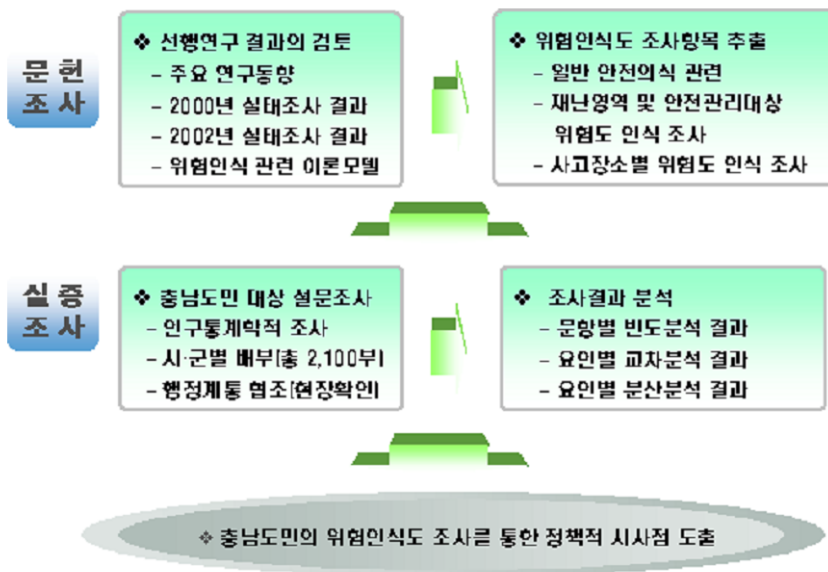 문 헌
조 사
❖ 선행연구 결과의 검토
– 주요 연구동향
– 2000년 실태조사 결과
– 2002년 실태조사 결과
– 위험인식 관련 이론모델
❖ 위험인식도 조사항목 추출
– 일반 안전의식 관련
– 재난영역 및 안전관리대상
위험도 인식 조사
– 사고장소별 위험도 인식 조사
실 증
조 사
❖ 충남도민 대상 설문조사
– 인구통계학적 조사
– 시·군별 배부(총 2,100부)
– 행정계통 협조(현장확인)
❖ 조사결과 분석
– 문항별 빈도분석 결과
– 요인별 교차분석 결과
– 요인별 분산분석 결과
❖ 충남도민의 위험인식도 조사를 통한 정책적 시사점 도출